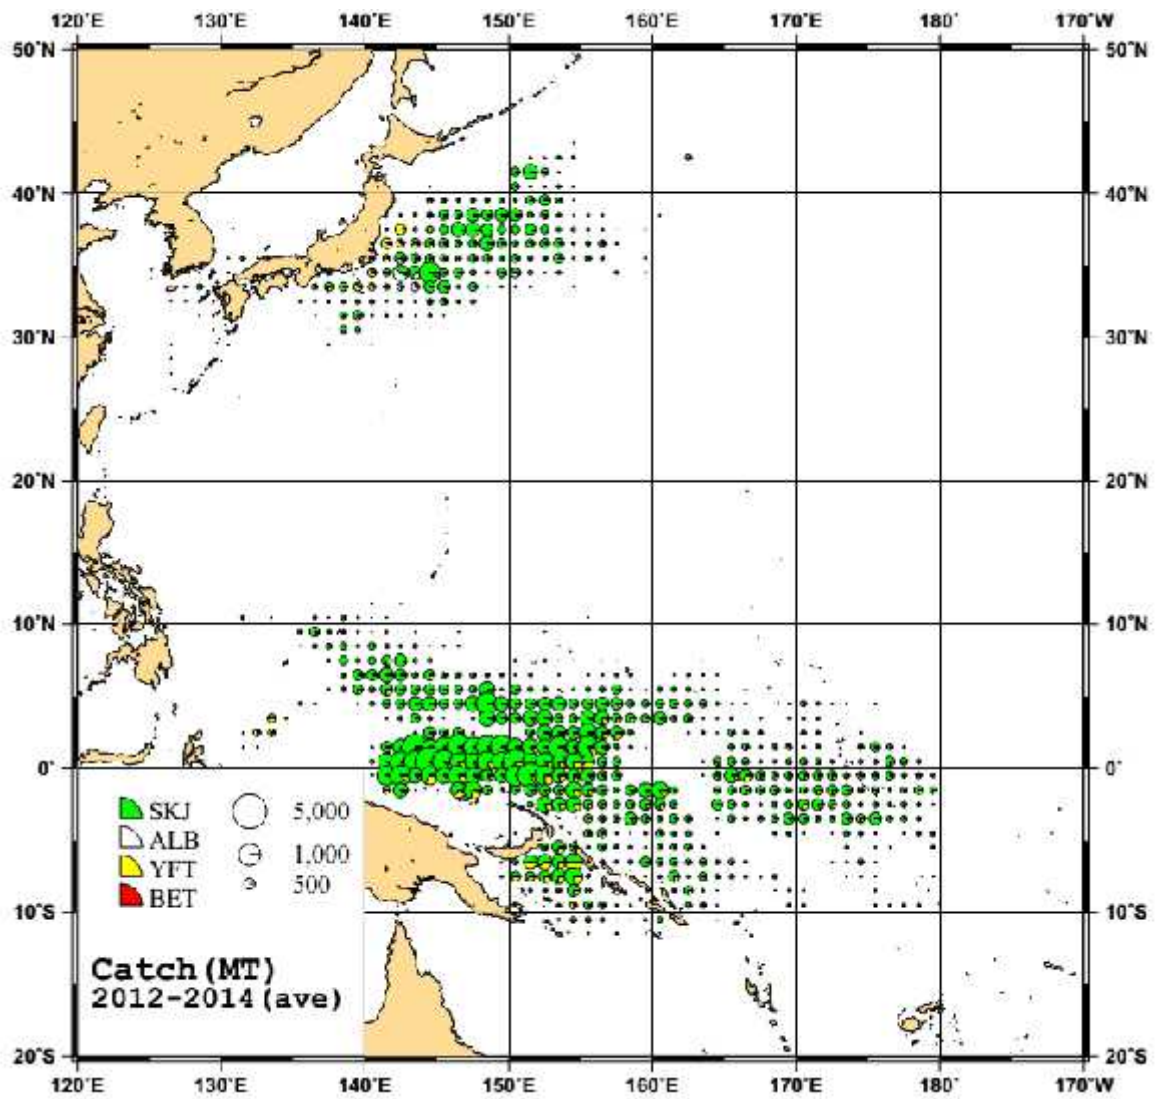 120°E 130°E 140°E 150°E 160°E 170°E 180° 170°W
50°N 50°N
40°N 40°N
30°N 30°N
20°N 20°N
10°N 10°N
0° 0°
SKJ 5,000
ALB
YFT 1,000
BET 500
10°S 10°S
Catch(MT)
2012-2014(ave)
20°S 20°S
120°E 130°E 140°E 150°E 160°E 170°E 180° 170°W